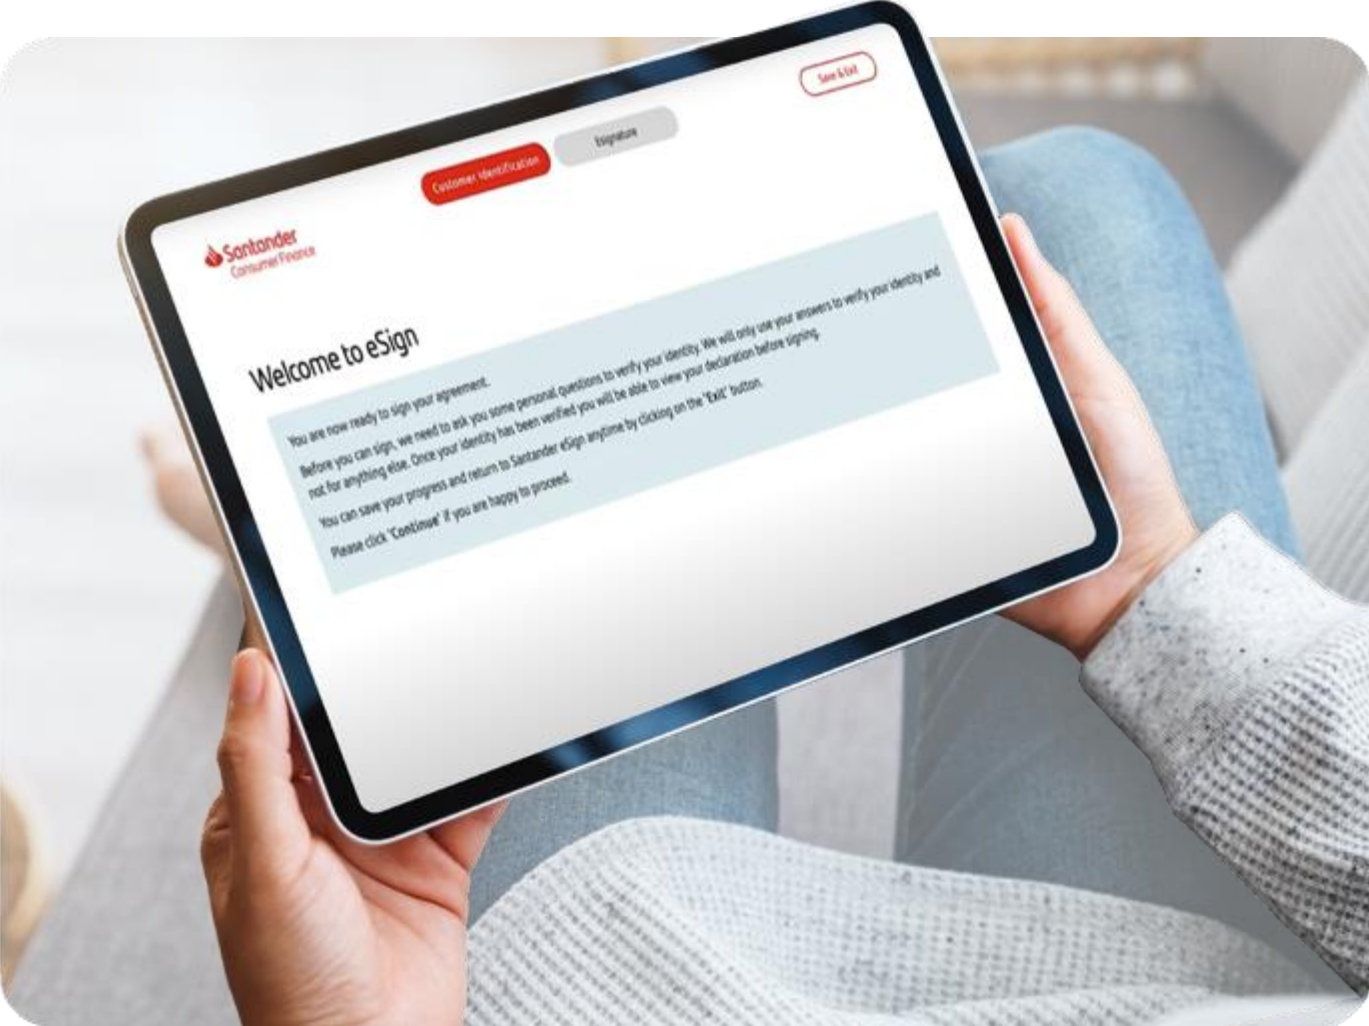 Save & Exit
Customer Identification
Esignature
Santander
Consumer Finance
Welcome to eSign
You are now ready to sign your agreement.
Before you can sign, we need to ask you some personal questions to verify your identity. We will only use your answers to verify your identity and
not for anything else. Once your identity has been verified you will be able to view your declaration before signing.
You can save your progress and return to Santander eSign anytime by clicking on the "Exit" button.
Please click 'Continue' if you are happy to proceed.